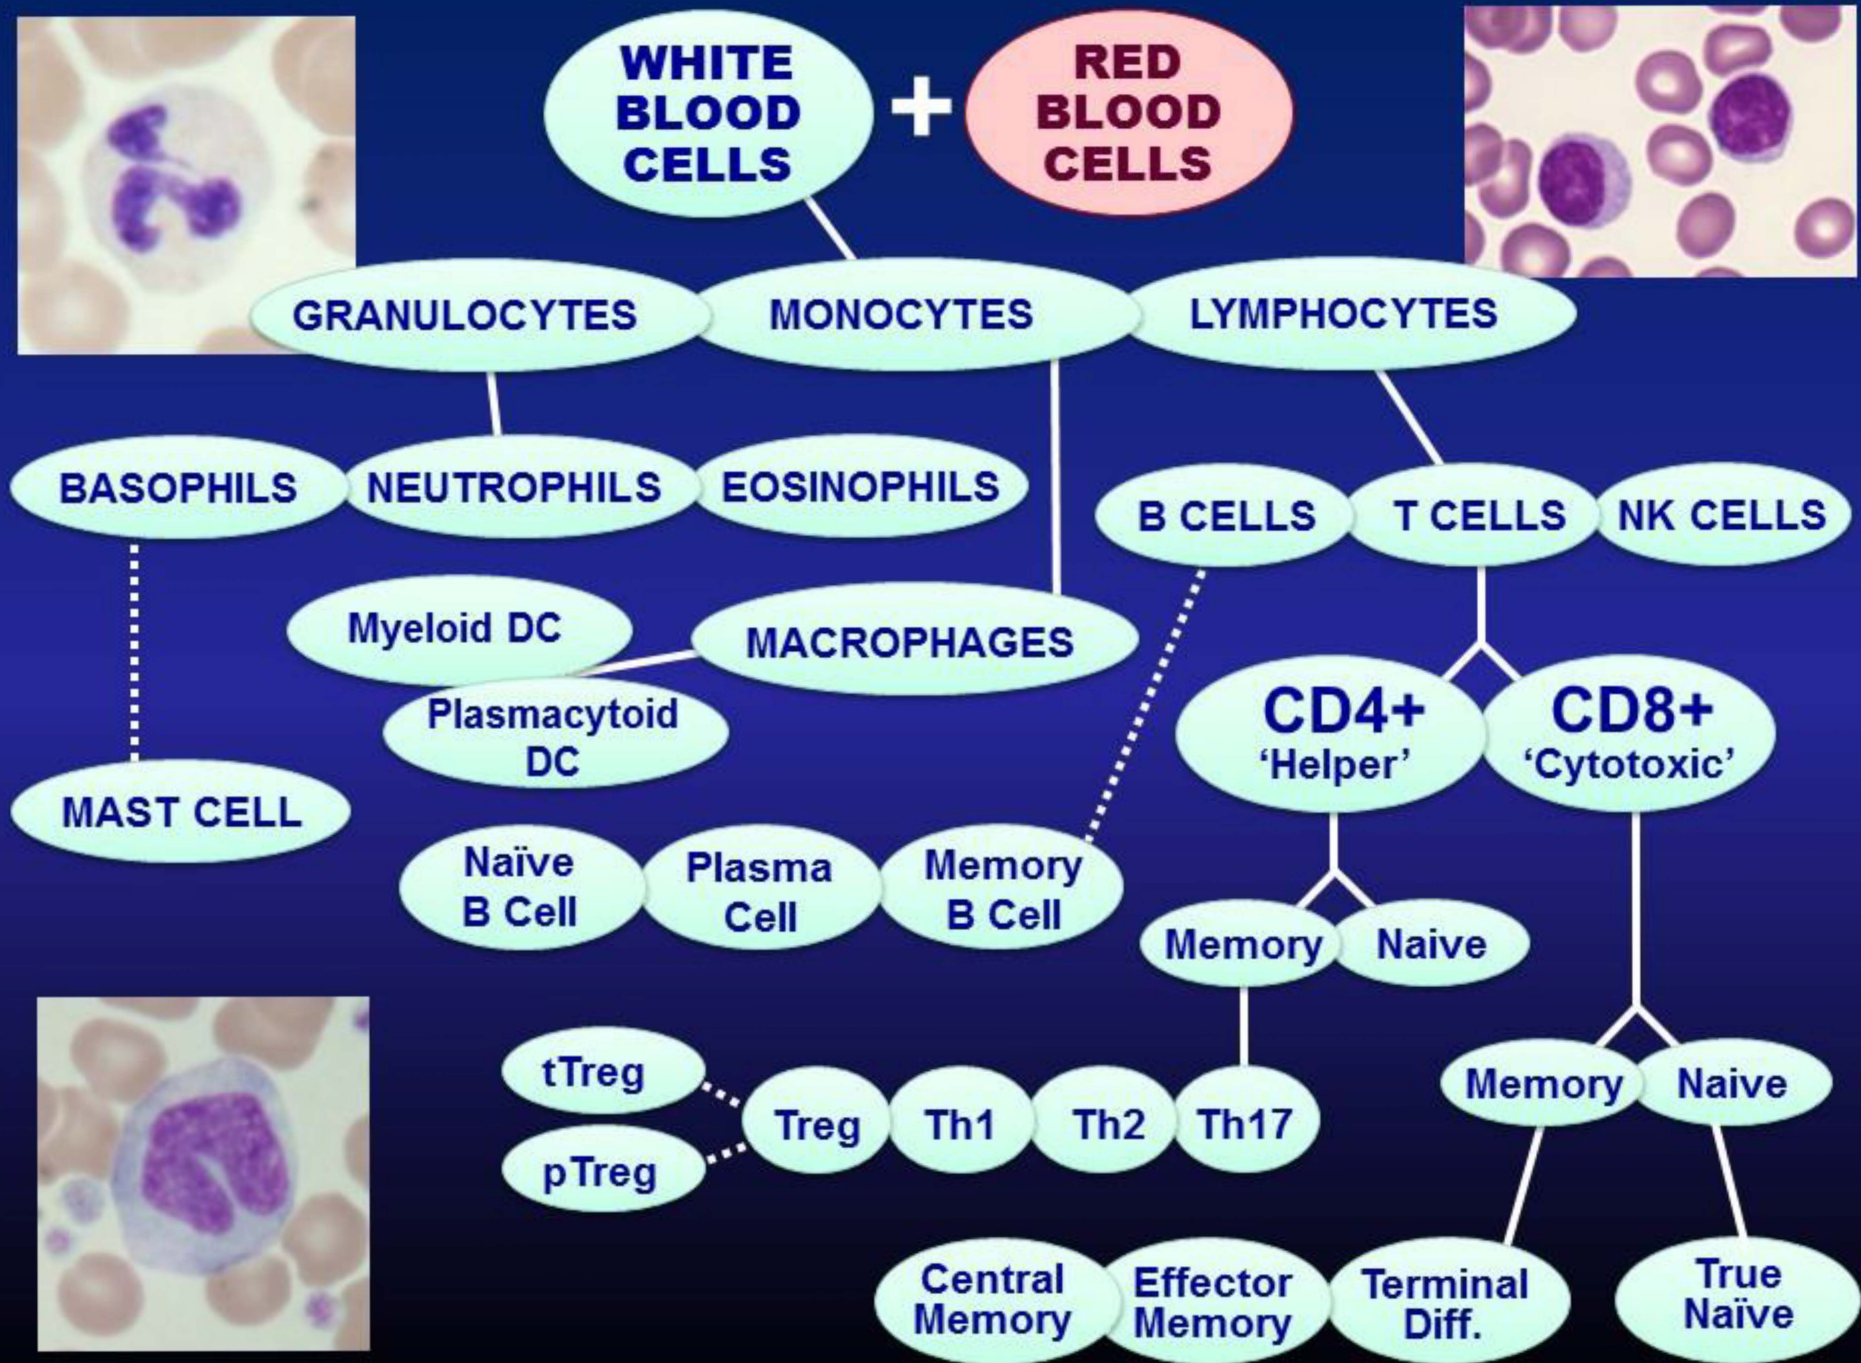 WHITE
BLOOD
CELLS
+
RED
BLOOD
CELLS
GRANULOCYTES
MONOCYTES
LYMPHOCYTES
BASOPHILS
NEUTROPHILS
EOSINOPHILS
B CELLS
T CELLS
NK CELLS
Myeloid DC
MACROPHAGES
Plasmacytoid
DC
CD4+
‘Helper’
CD8+
‘Cytotoxic’
MAST CELL
Naïve
B Cell
Plasma
Cell
Memory
B Cell
Memory
Naive
tTreg
pTreg
Treg
Th1
Th2
Th17
Memory
Naive
Central
Memory
Effector
Memory
Terminal
Diff.
True
Naïve